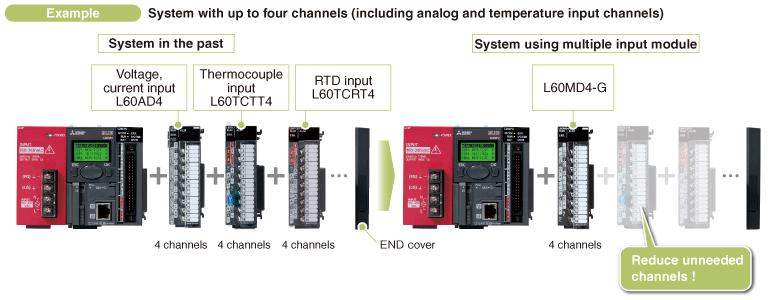 Example
System with up to four channels (including analog and temperature input channels)
System in the past
System using multiple input module
Voltage,
current input
L60AD4
Thermocouple
input
L60TCTT4
RTD input
L60TCRT4
L60MD4-G
INPUT
INPUT
4 channels
4 channels
4 channels
END cover
4 channels
Reduce unneeded
channels !